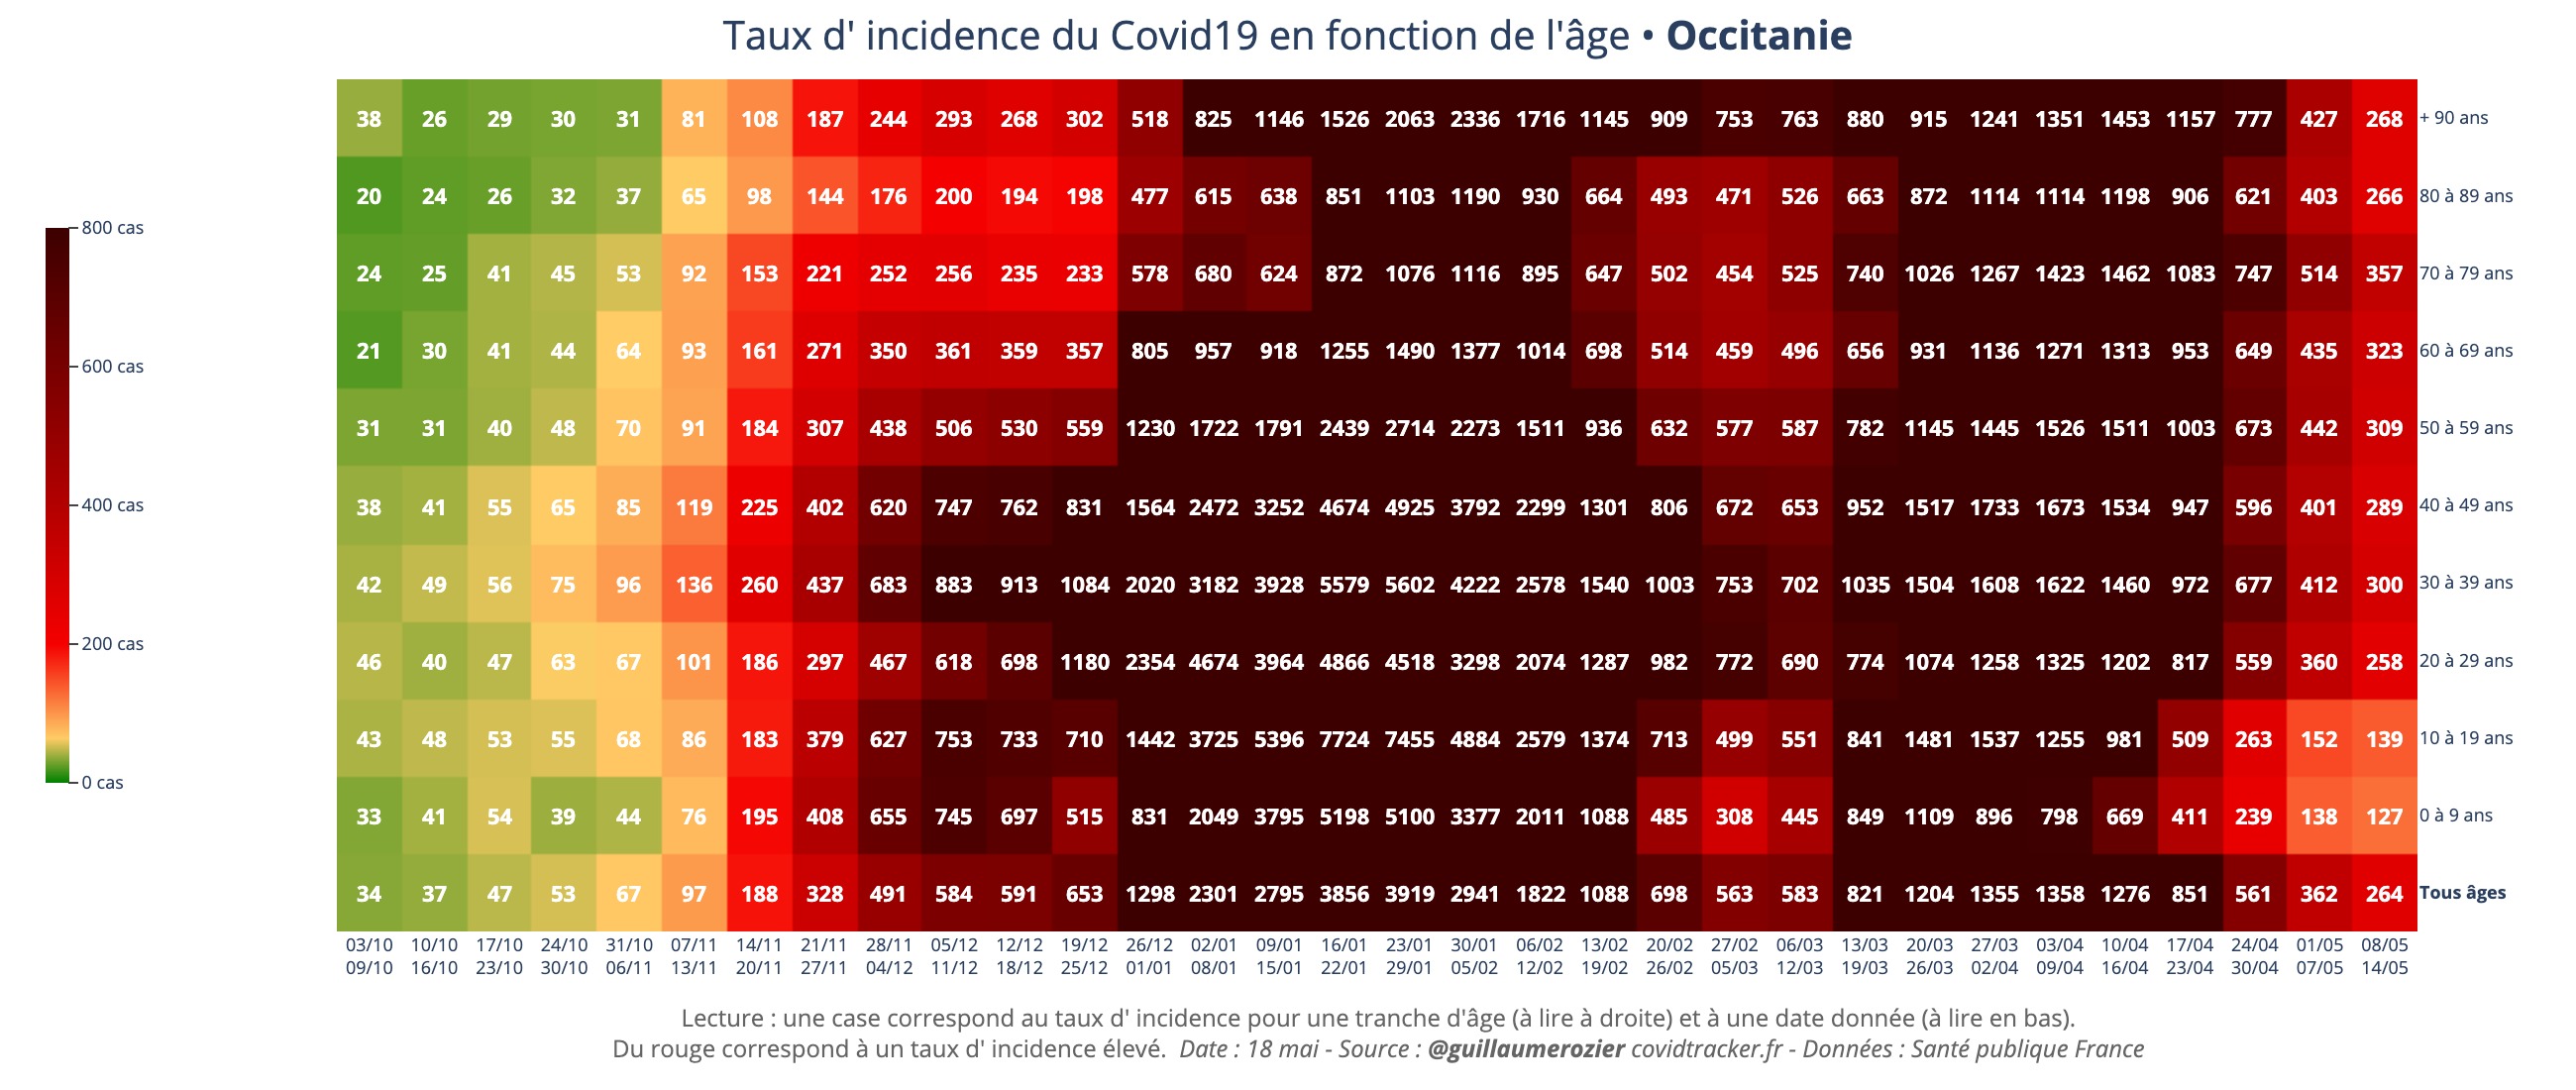 Taux d' incidence du Covid19 en fonction de l'âge • Occitanie
38 26 29 30 31 81 108 187 244 293 268 302 518 825 1146 1526 2063 2336 1716 1145 909 753 763 880 915 1241 1351 1453 1157 777 427 268 + 90 ans
20 24 26 32 37 65 98 144 176 200 194 198 477 615 638 851 1103 1190 930 664 493 471 526 663 872 1114 1114 1198 906 621 403 266 80 à 89 ans
800 cas
24 25 41 45 53 92 153 221 252 256 235 233 578 680 624 872 1076 1116 895 647 502 454 525 740 1026 1267 1423 1462 1083 747 514 357 70 à 79 ans
21 30 41 44 64 93 161 271 350 361 359 357 805 957 918 1255 1490 1377 1014 698 514 459 496 656 931 1136 1271 1313 953 649 435 323 60 à 69 ans
600 cas
31 31 40 48 70 91 184 307 438 506 530 559 1230 1722 1791 2439 2714 2273 1511 936 632 577 587 782 1145 1445 1526 1511 1003 673 442 309 50 à 59 ans
400 cas
38 41 55 65 85 119 225 402 620 747 762 831 1564 2472 3252 4674 4925 3792 2299 1301 806 672 653 952 1517 1733 1673 1534 947 596 401 289 40 à 49 ans
42 49 56 75 96 136 260 437 683 883 913 1084 2020 3182 3928 5579 5602 4222 2578 1540 1003 753 702 1035 1504 1608 1622 1460 972 677 412 300 30 à 39 ans
200 cas
46 40 47 63 67 101 186 297 467 618 698 1180 2354 4674 3964 4866 4518 3298 2074 1287 982 772 690 774 1074 1258 1325 1202 817 559 360 258 20 à 29 ans
43 48 53 55 68 86 183 379 627 753 733 710 1442 3725 5396 7724 7455 4884 2579 1374 713 499 551 841 1481 1537 1255 981 509 263 152 139 10 à 19 ans
0 cas
33 41 54 39 44 76 195 408 655 745 697 515 831 2049 3795 5198 5100 3377 2011 1088 485 308 445 849 1109 896 798 669 411 239 138 127 0 à 9 ans
34 37 47 53 67 97 188 328 491 584 591 653 1298 2301 2795 3856 3919 2941 1822 1088 698 563 583 821 1204 1355 1358 1276 851 561 362 264 Tous âges
03/10 10/10 17/10 24/10 31/10 07/11 14/11 21/11 28/11 05/12 12/12 19/12 26/12 02/01 09/01 16/01 23/01 30/01 06/02 13/02 20/02 27/02 06/03 13/03 20/03 27/03 03/04 10/04 17/04 24/04 01/05 08/05
09/10 16/10 23/10 30/10 06/11 13/11 20/11 27/11 04/12 11/12 18/12 25/12 01/01 08/01 15/01 22/01 29/01 05/02 12/02 19/02 26/02 05/03 12/03 19/03 26/03 02/04 09/04 16/04 23/04 30/04 07/05 14/05
Lecture : une case correspond au taux d' incidence pour une tranche d'âge (à lire à droite) et à une date donnée (à lire en bas).
Du rouge correspond à un taux d' incidence élevé. Date : 18 mai - Source : @guillaumerozier covidtracker.fr - Données : Santé publique France